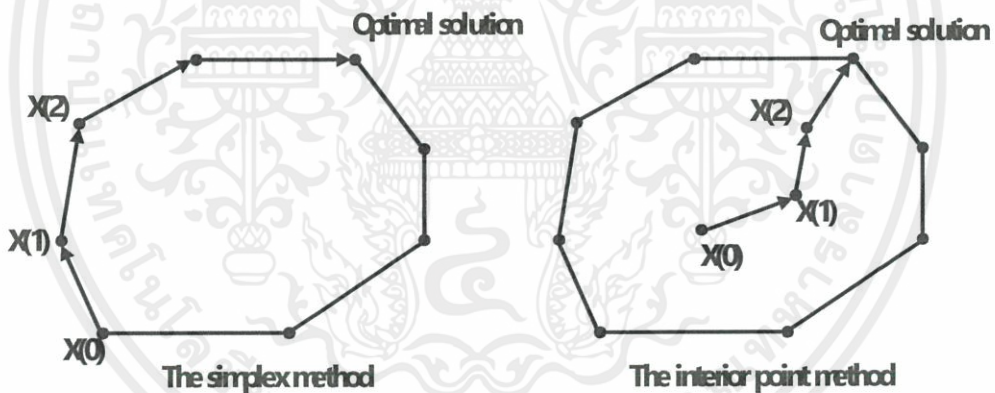 Optimal solution
X(2)
X(1)
X(0)
The simplex method
Optimal solution
X(2)
X(1)
X(0)
The interior point method